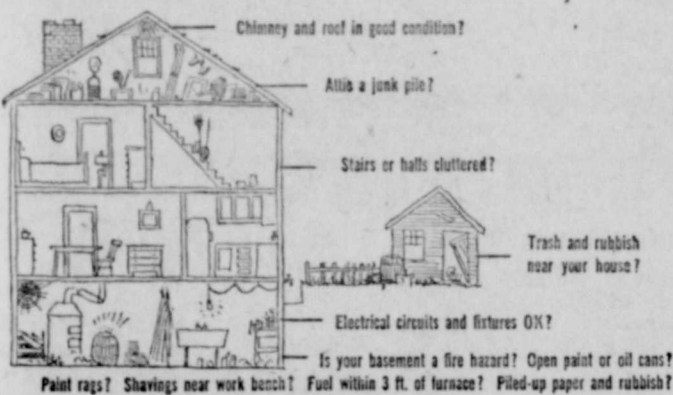 Chimney and roof in good condition?
Attic a junk pile?
Stairs or halls cluttered?
Trash and rubbish
near your house?
Electrical circuits and fixtures OK?
Is your basement a fire hazard? Open paint or oil cans?
Paint rags? Shavings near work bench? Fuel within 3 ft. of furnace? Piled-up paper and rubbish?